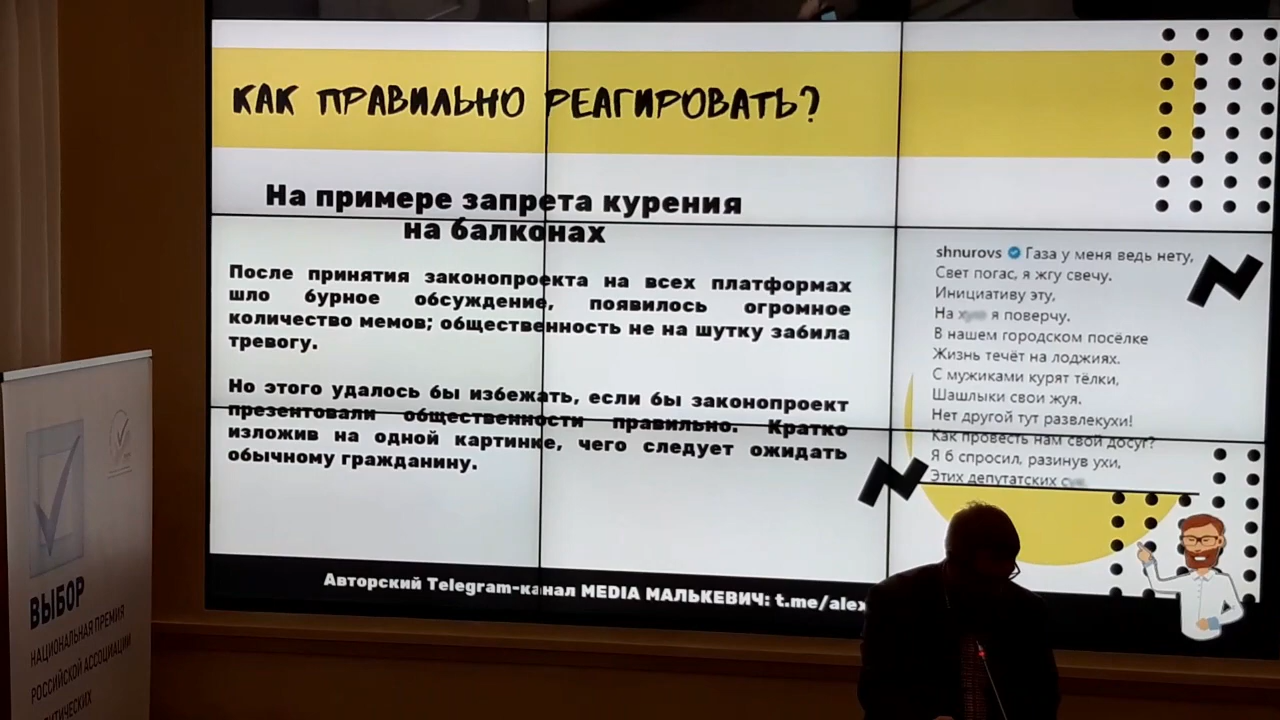 КАК ПРАВИЛЬНО РЕАГИРОВАТЬ?
На примере запрета курения
на балконах
После принятия законопроекта на всех платформах
шло бурное обсуждение, появилось огромное
количество мемов; общественность не на шутку забила
тревогу.
Но этого удалось бы избежать, если бы законопроект
презентовали общественности правильно. Кратко
изложив на одной картинке, чего следует ожидать
обычному гражданину.
shnurovs Газа у меня ведь нету,
Свет погас, я жгу свечу.
Инициативу эту,
На я поверчу.
В нашем городском посёлке
Жизнь течёт на лоджиях.
С мужиками курят тёлки,
Шашлыки свои жуя.
Нет другой тут развлекухи!
Как провесть нам свой досуг?
Я б спросил, разинув ухи,
Этих депутатских
Авторский Telegram-канал MEDIA МАЛЬКЕВИЧ: t.me/alex
ВЫБОР
НАЦИОНАЛЬНАЯ ПРЕМИЯ
РОССИЙСКОЙ АССОЦИАЦИИ